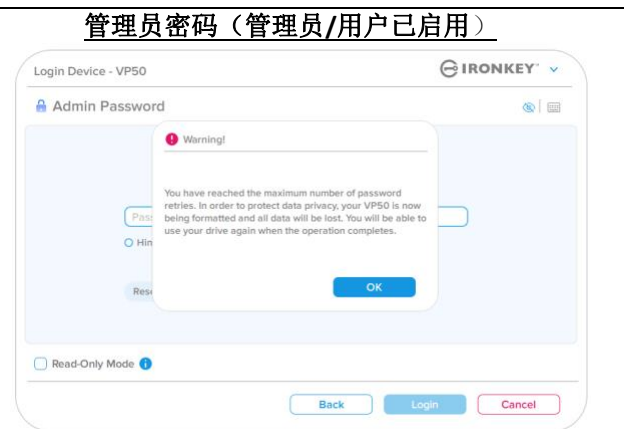 管理员密码（管理员/用户已启用）
Login Device - VP50
IRONKEY
Admin Password
Warning!
You have reached the maximum number of password
retries. In order to protect data privacy, your VP50 is now
being formatted and all data will be lost. You will be able to
use your drive again when the operation completes.
Pass
Hin
Rese
OK
Read-Only Mode
Back
Login
Cancel